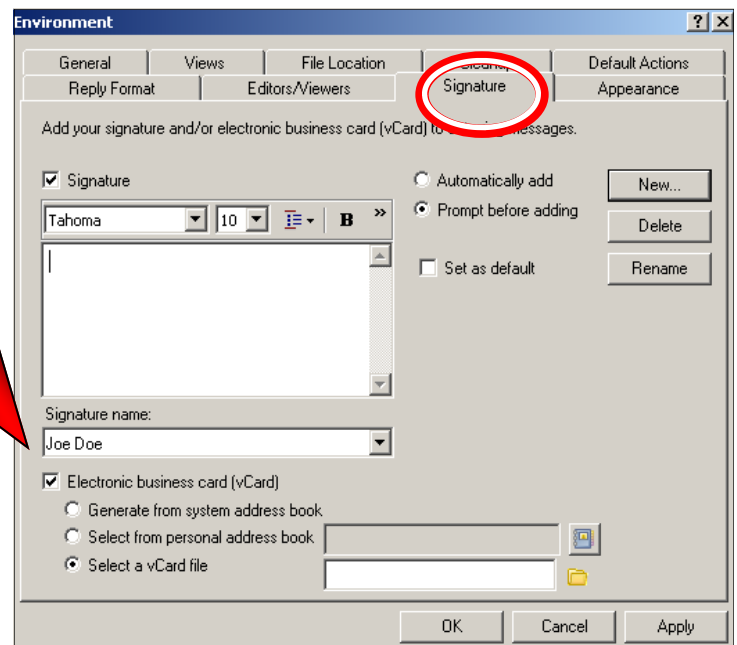 Environment
General Views File Location Cleanup Default Actions
Reply Format Editors/Viewers Signature Appearance
Add your signature and/or electronic business card (vCard) to messages.
Signature
Automatically add
New...
Tahoma 10 B »
Prompt before adding
Delete
Set as default
Rename
Signature name:
Joe Doe
Electronic business card (vCard)
Generate from system address book
Select from personal address book
Select a vCard file
OK Cancel Apply